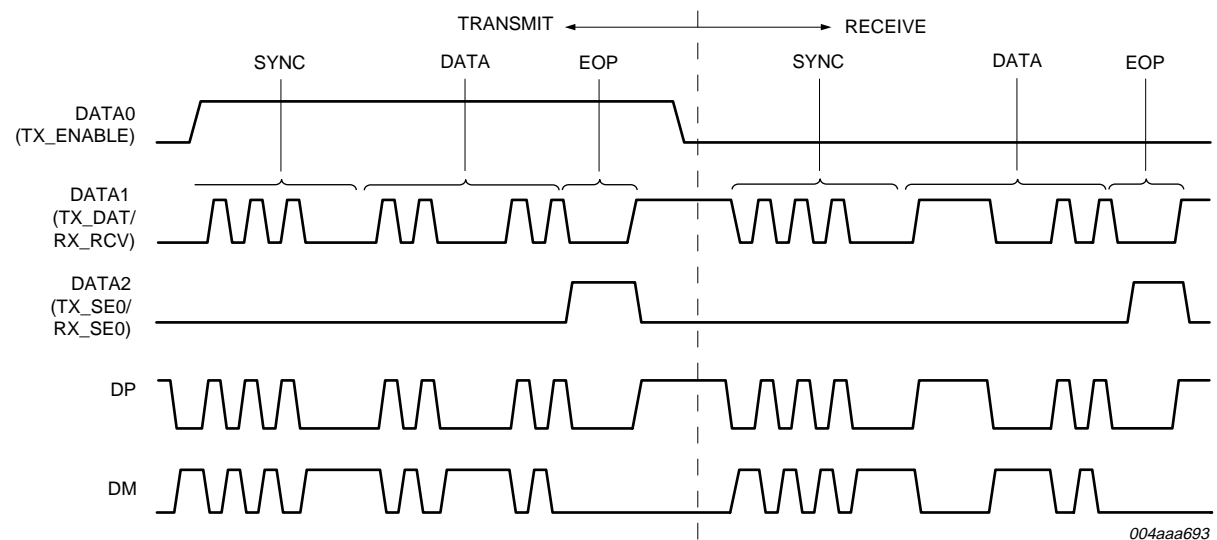 TRANSMIT
RECEIVE
SYNC
DATA
EOP
SYNC
DATA
EOP
DATA0
(TX_ENABLE)
DATA1
(TX_DAT/
RX_RCV)
DATA2
(TX_SE0/
RX_SE0)
DP
DM
004aaa693